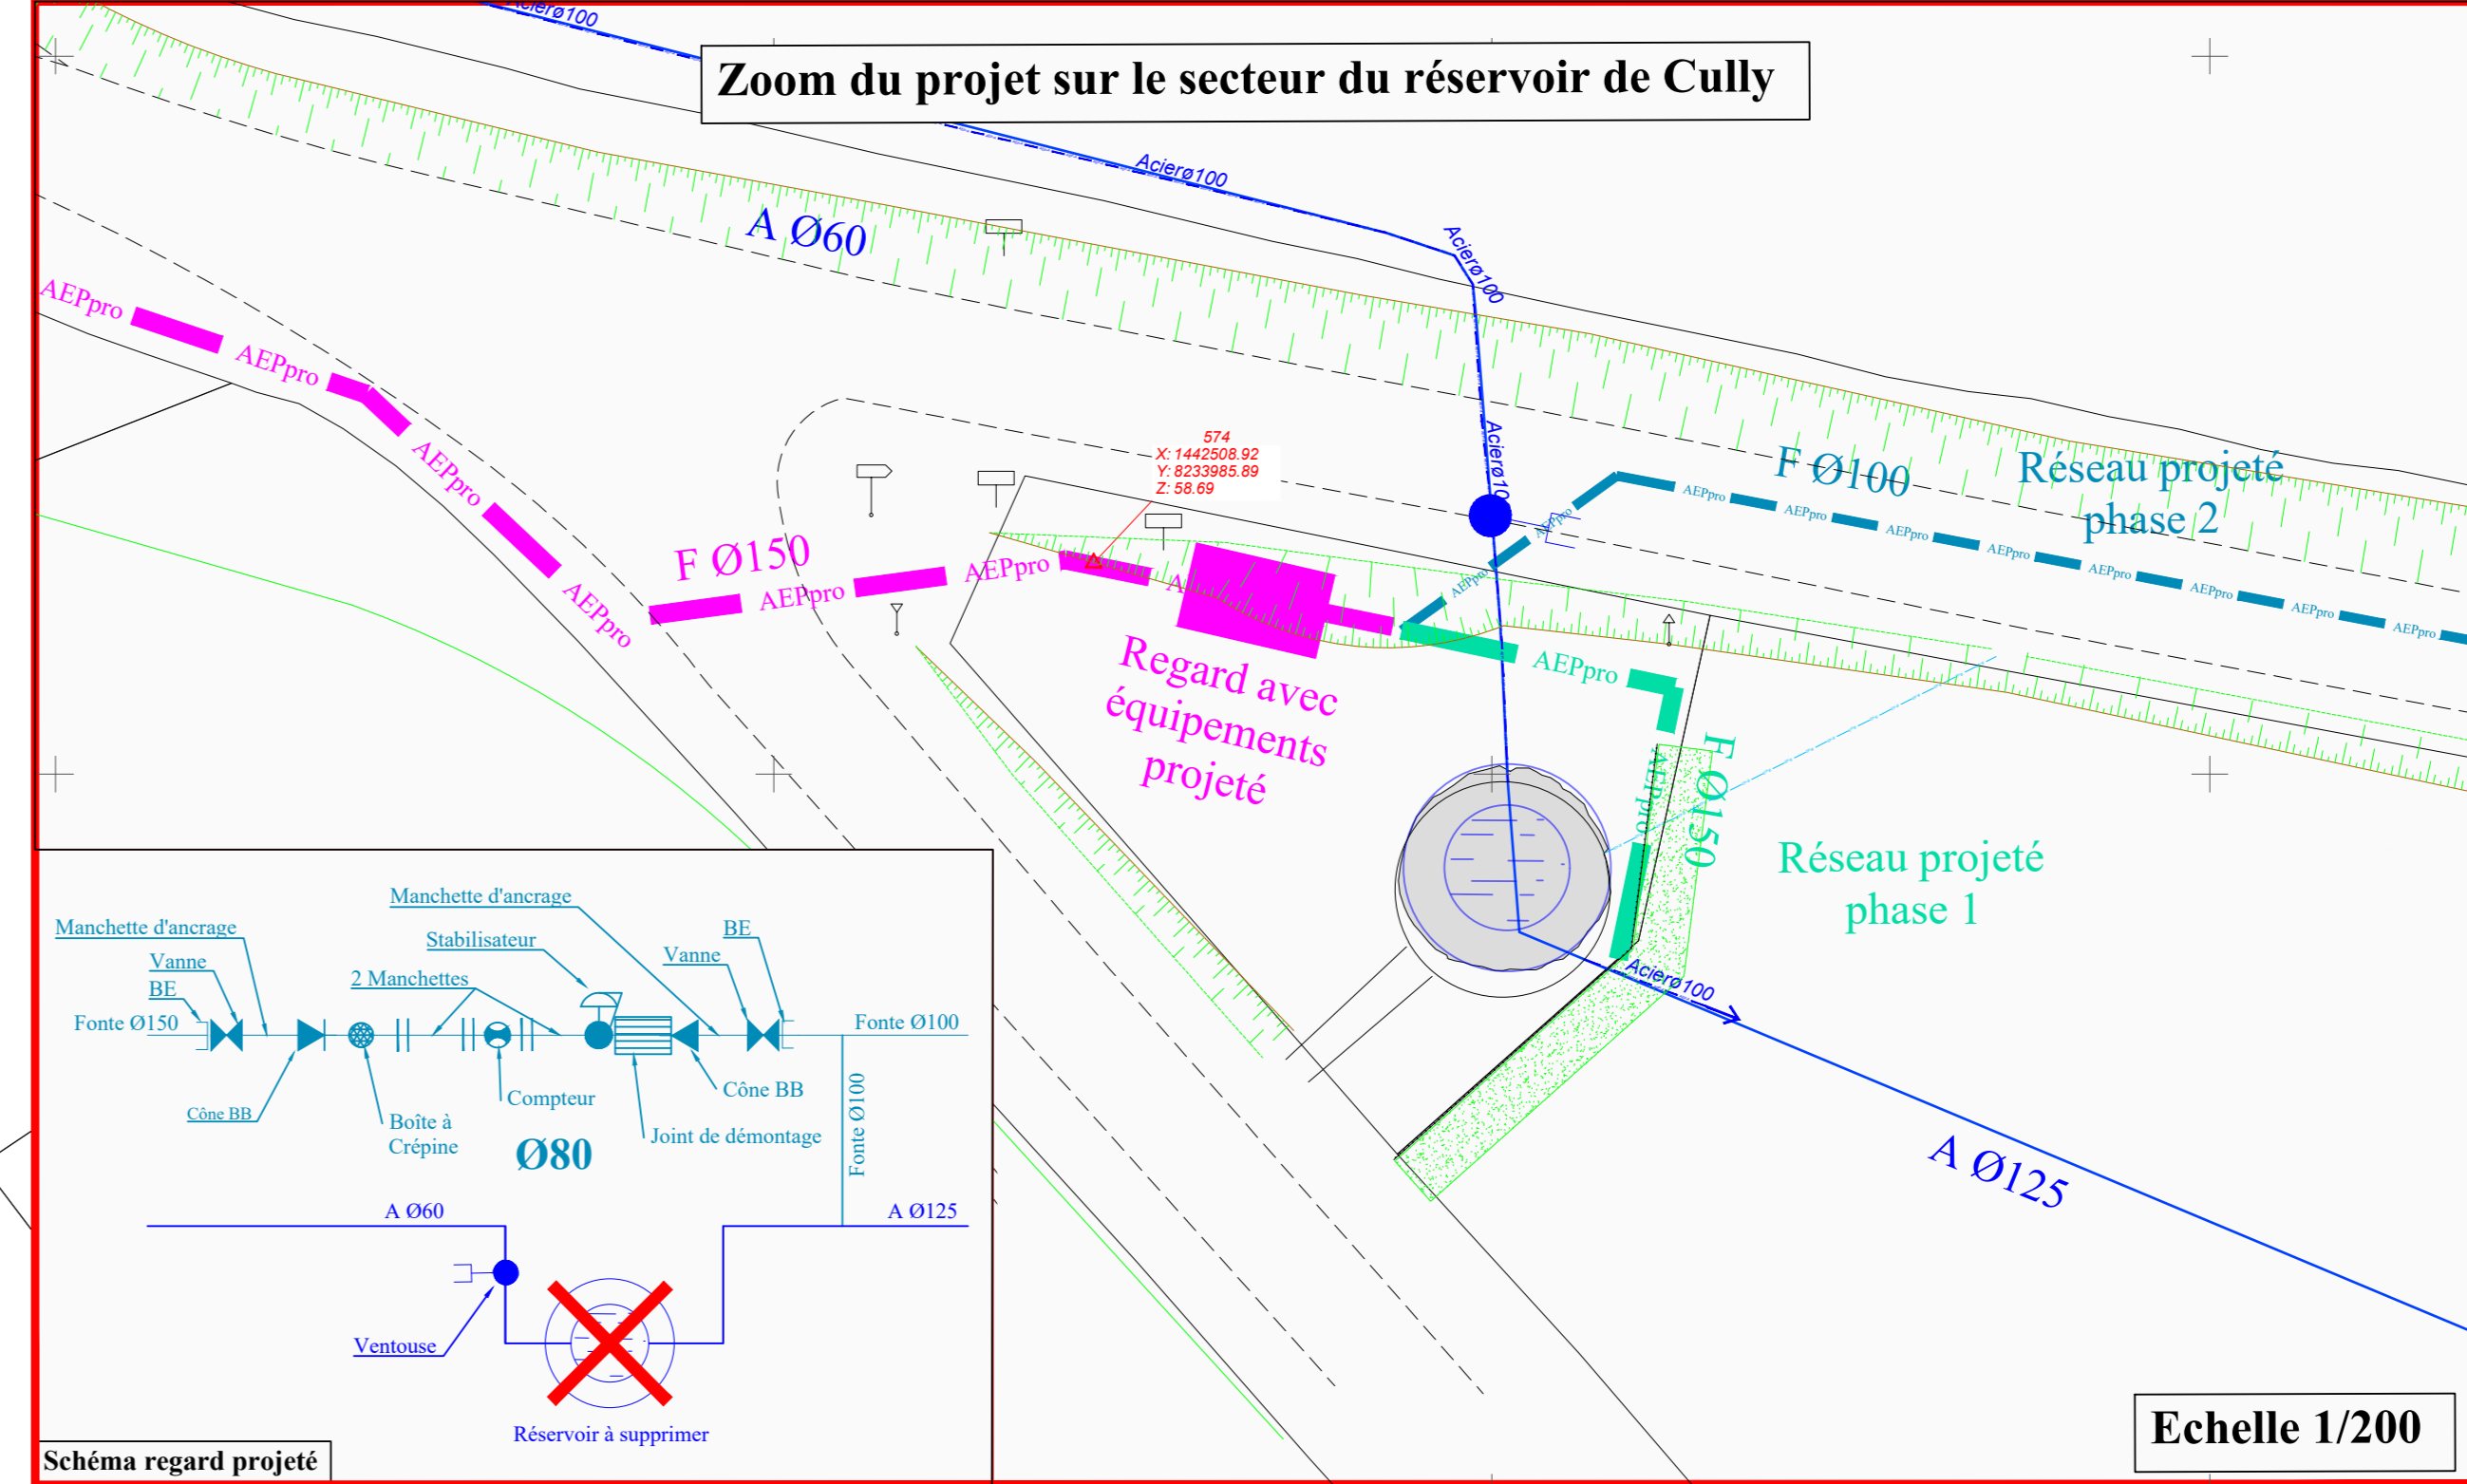 Acierø100
Zoom du projet sur le secteur du réservoir de Cully
Acierø100
A Ø60
Acierø100
AEPpro
AEPpro
AEPpro
AEPpro
F Ø150
AEPpro
AEPpro
A
574
X: 1442508.92
Y: 8233985.89
Z: 58.69
Acierø10
F Ø100
Réseau projeté
phase 2
AEPpro
AEPpro
AEPpro
AEPpro
AEPpro
AEPpro
AEPpro
AEPpro
AEPpro
AEPpro
Regard avec
équipements
projeté
AEPpro
AEPpro
F Ø150
Réseau projeté
phase 1
Acierø100
A Ø125
Manchette d'ancrage
Manchette d'ancrage
Vanne
BE
Stabilisateur
2 Manchettes
Vanne
BE
Fonte Ø150
Fonte Ø100
Cône BB
Boîte à
Crépine
Compteur
Ø80
Joint de démontage
Cône BB
Fonte Ø100
A Ø60
A Ø125
Ventouse
Réservoir à supprimer
Schéma regard projeté
Echelle 1/200